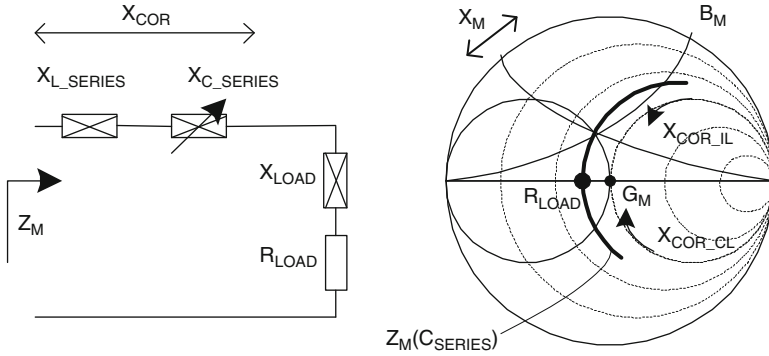 X_COR
X_L_SERIES
X_C_SERIES
X_LOAD
Z_M
R_LOAD
X_M
B_M
X_COR_IL
R_LOAD
G_M
X_COR_CL
Z_M(C_SERIES)